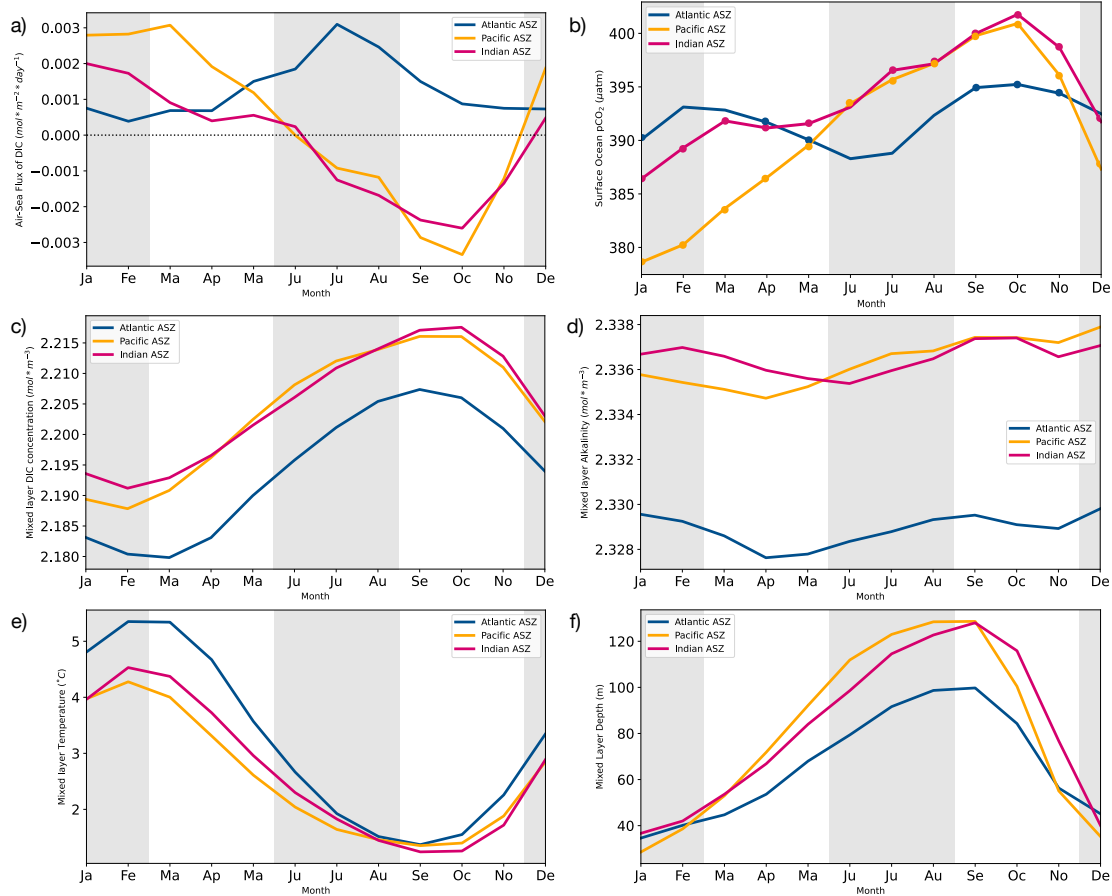 a)
Atlantic ASZ
Pacific ASZ
Indian ASZ
0.003
0.002
0.001
0.000
−0.001
−0.002
−0.003
Air-Sea Flux of DIC (mol * m⁻² * day⁻¹)
Ja Fe Ma Ap Ma Ju Ju Au Se Oc No De
Month
b)
Atlantic ASZ
Pacific ASZ
Indian ASZ
400
395
390
385
380
Surface Ocean pCO₂ (μatm)
Ja Fe Ma Ap Ma Ju Ju Au Se Oc No De
Month
c)
Atlantic ASZ
Pacific ASZ
Indian ASZ
2.215
2.210
2.205
2.200
2.195
2.190
2.185
2.180
Mixed layer DIC concentration (mol * m⁻³)
Ja Fe Ma Ap Ma Ju Ju Au Se Oc No De
Month
d)
2.338
2.336
2.334
2.332
2.330
2.328
Atlantic ASZ
Pacific ASZ
Indian ASZ
Mixed layer Alkalinity (mol * m⁻³)
Ja Fe Ma Ap Ma Ju Ju Au Se Oc No De
Month
e)
Atlantic ASZ
Pacific ASZ
Indian ASZ
5
4
3
2
Mixed layer Temperature (°C)
Ja Fe Ma Ap Ma Ju Ju Au Se Oc No De
Month
f)
Atlantic ASZ
Pacific ASZ
Indian ASZ
120
100
80
60
40
Mixed Layer Depth (m)
Ja Fe Ma Ap Ma Ju Ju Au Se Oc No De
Month